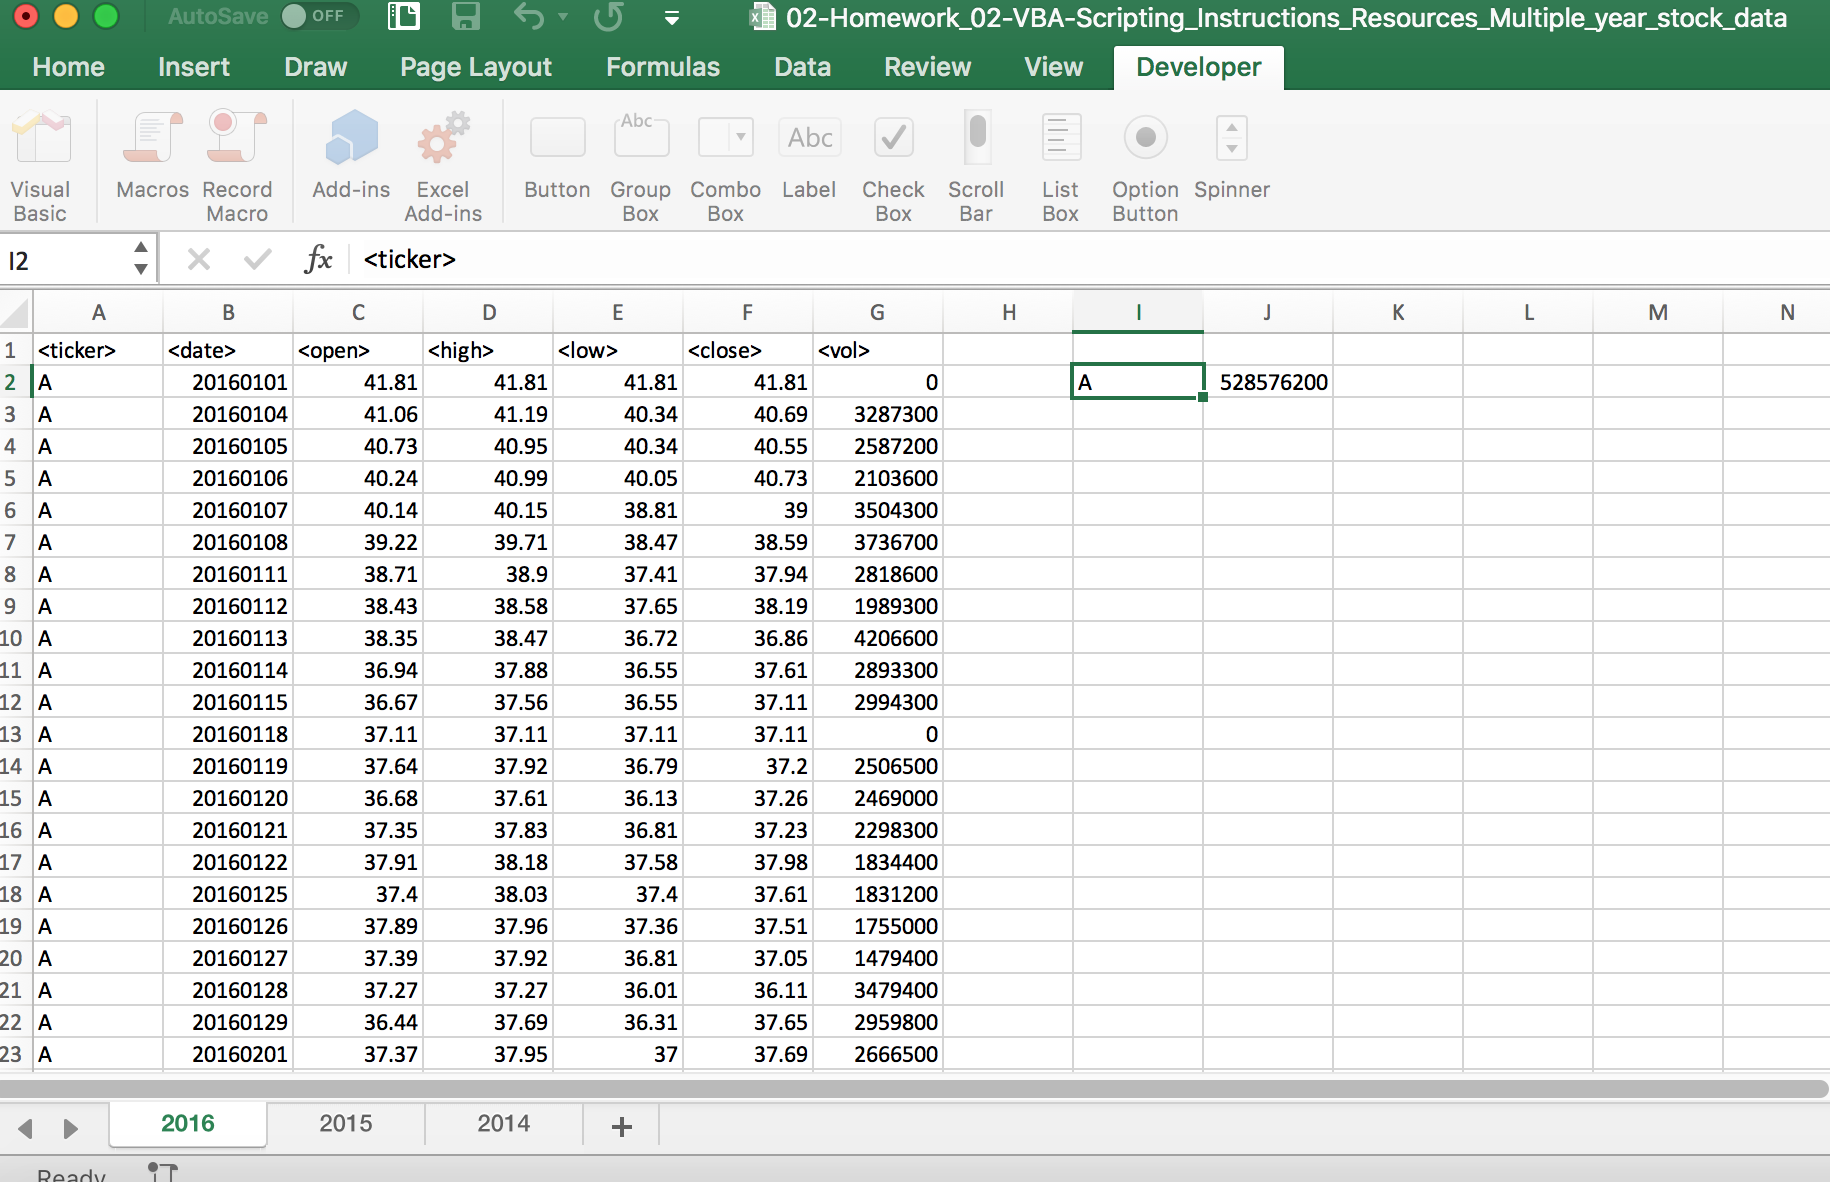 AutoSave OFF 02-Homework_02-VBA-Scripting_Instructions_Resources_Multiple_year_stock_data
Home Insert Draw Page Layout Formulas Data Review View Developer
Abc Abc
Visual Basic Macros Record Macro Add-ins Excel Add-ins Button Group Box Combo Box Label Check Box Scroll Bar List Box Option Button Spinner
I2 fx <ticker>
A B C D E F G H I J K L M N
1 <ticker> <date> <open> <high> <low> <close> <vol>
2 A 20160101 41.81 41.81 41.81 41.81 0 A 528576200
3 A 20160104 41.06 41.19 40.34 40.69 3287300
4 A 20160105 40.73 40.95 40.34 40.55 2587200
5 A 20160106 40.24 40.99 40.05 40.73 2103600
6 A 20160107 40.14 40.15 38.81 39 3504300
7 A 20160108 39.22 39.71 38.47 38.59 3736700
8 A 20160111 38.71 38.9 37.41 37.94 2818600
9 A 20160112 38.43 38.58 37.65 38.19 1989300
10 A 20160113 38.35 38.47 36.72 36.86 4206600
11 A 20160114 36.94 37.88 36.55 37.61 2893300
12 A 20160115 36.67 37.56 36.55 37.11 2994300
13 A 20160118 37.11 37.11 37.11 37.11 0
14 A 20160119 37.64 37.92 36.79 37.2 2506500
15 A 20160120 36.68 37.61 36.13 37.26 2469000
16 A 20160121 37.35 37.83 36.81 37.23 2298300
17 A 20160122 37.91 38.18 37.58 37.98 1834400
18 A 20160125 37.4 38.03 37.4 37.61 1831200
19 A 20160126 37.89 37.96 37.36 37.51 1755000
20 A 20160127 37.39 37.92 36.81 37.05 1479400
21 A 20160128 37.27 37.27 36.01 36.11 3479400
22 A 20160129 36.44 37.69 36.31 37.65 2959800
23 A 20160201 37.37 37.95 37 37.69 2666500
2016 2015 2014 +
Ready